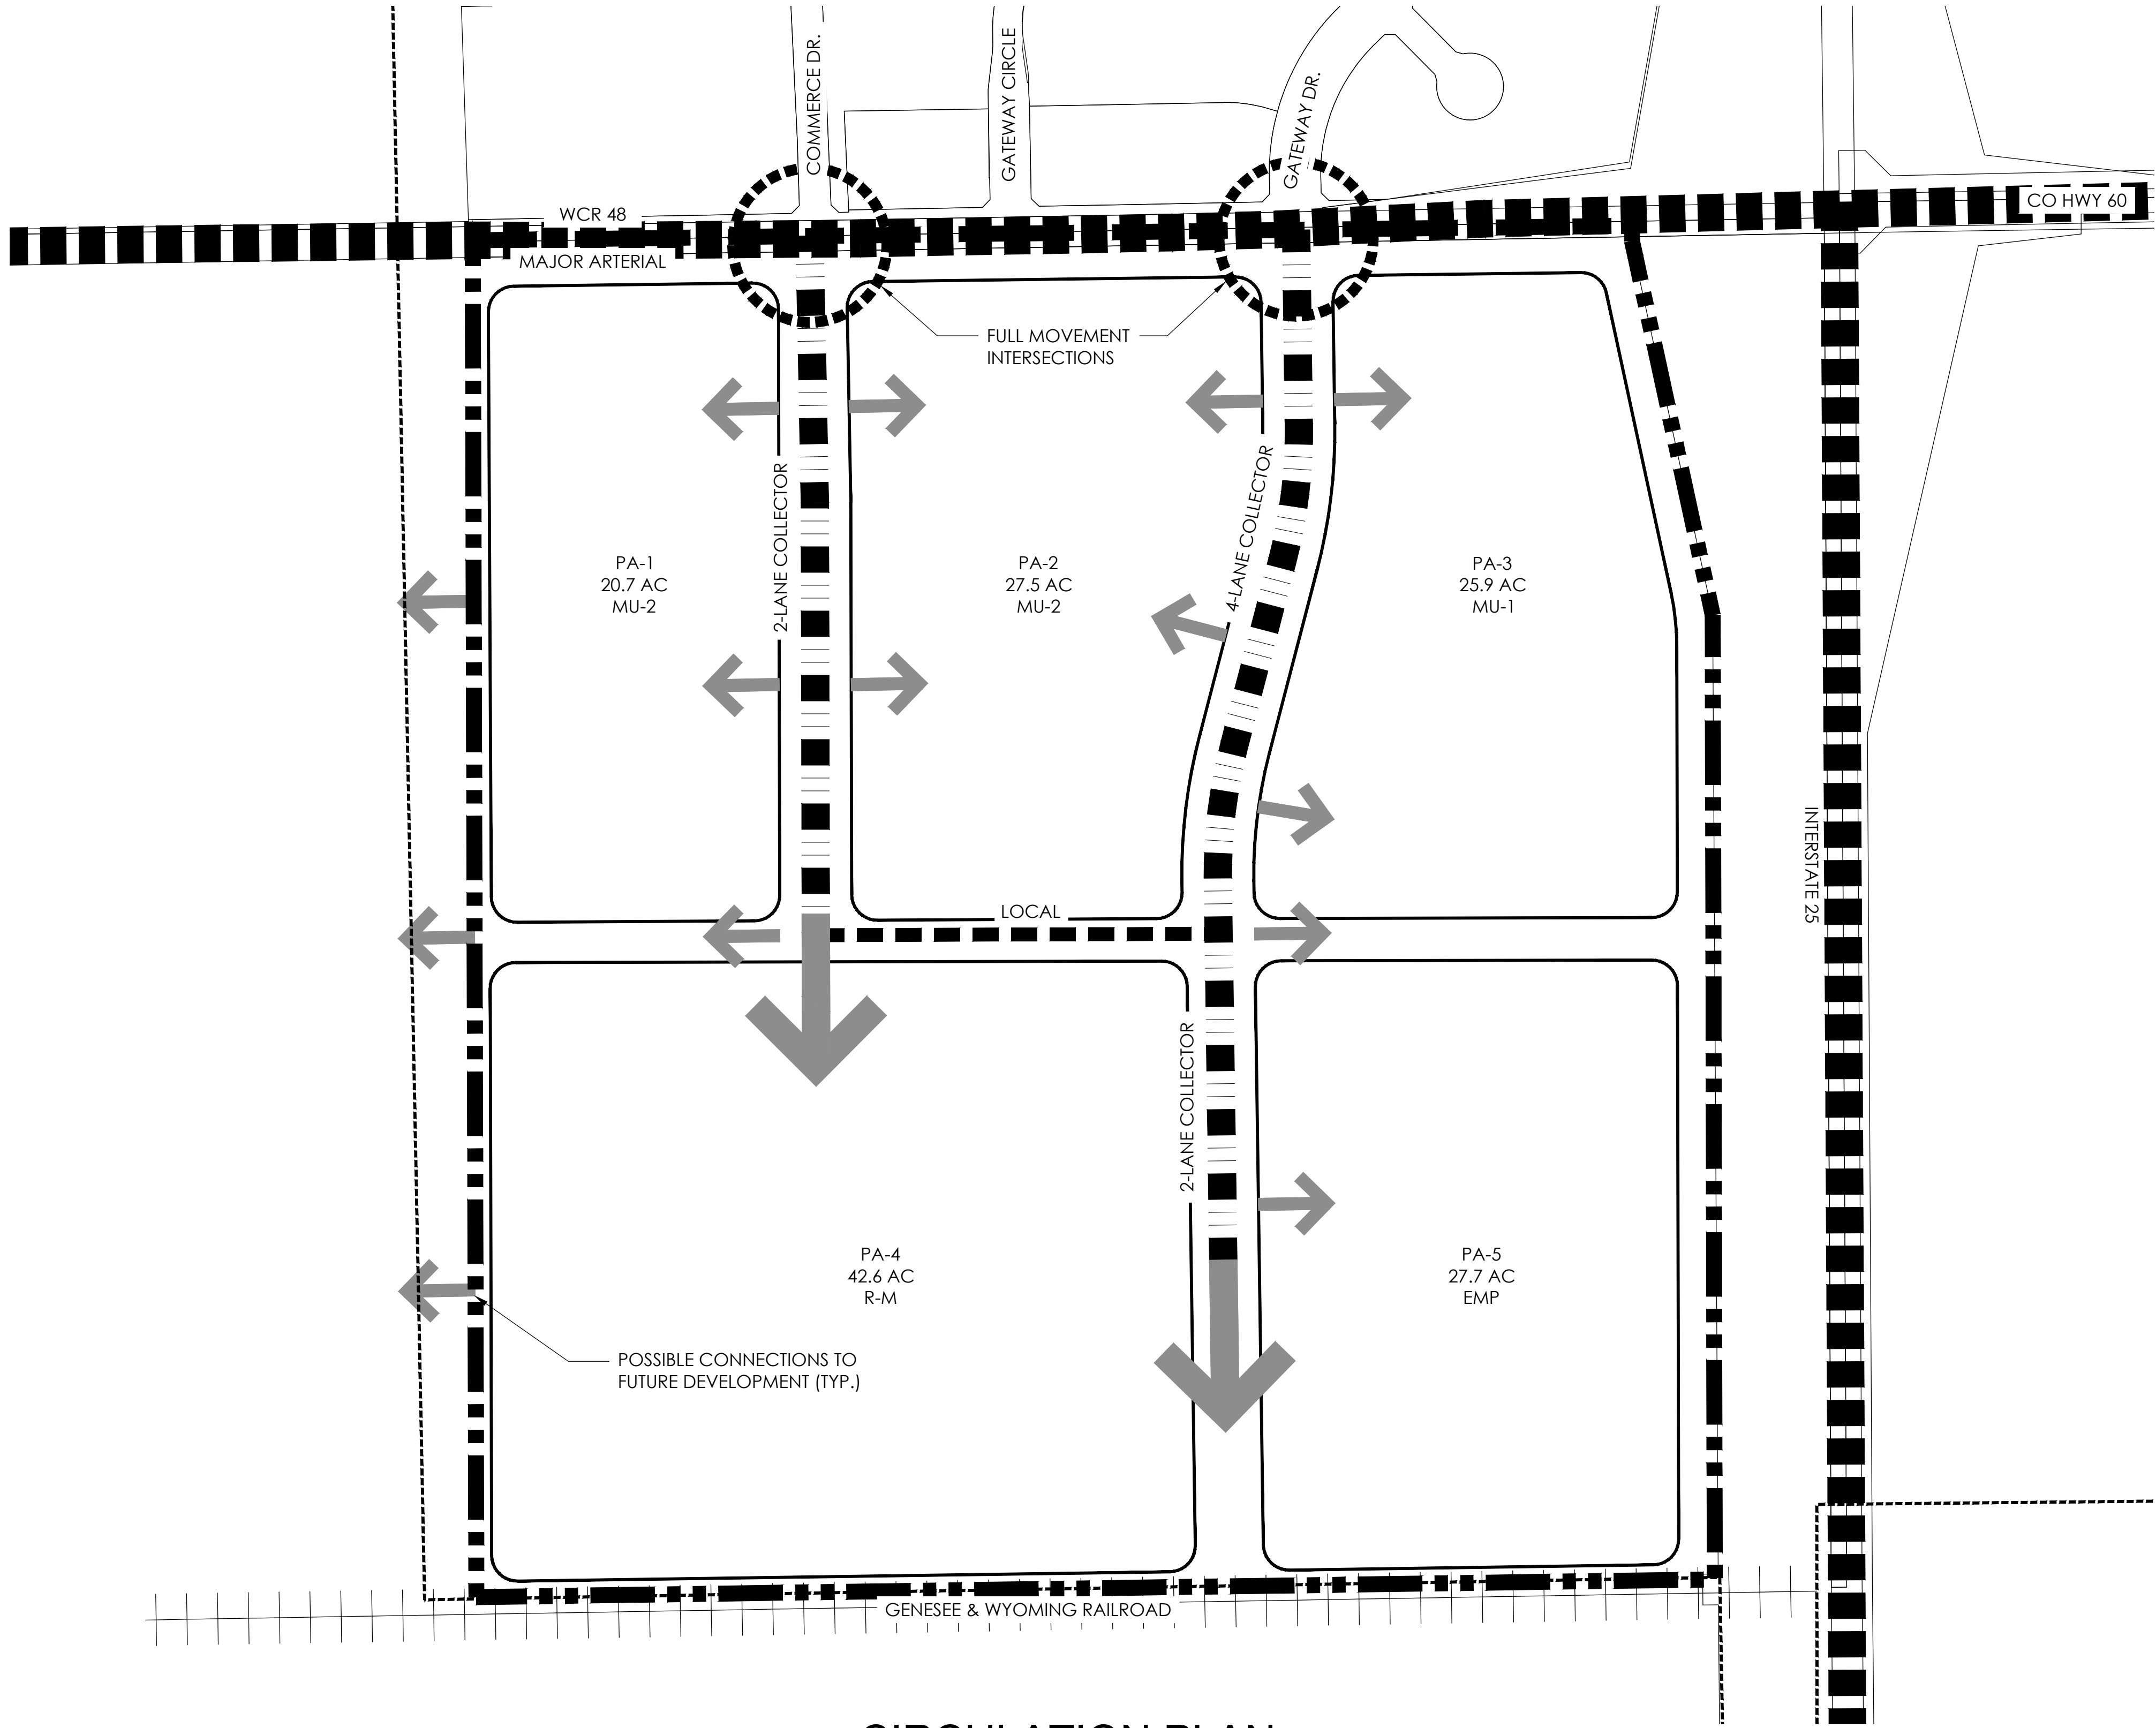 COMMERCE DR.
GATEWAY CIRCLE
GATEWAY DR.
WCR 48
MAJOR ARTERIAL
CO HWY 60
FULL MOVEMENT
INTERSECTIONS
2-LANE COLLECTOR
4-LANE COLLECTOR
PA-1
20.7 AC
MU-2
PA-2
27.5 AC
MU-2
PA-3
25.9 AC
MU-1
INTERSTATE 25
LOCAL
2-LANE COLLECTOR
PA-4
42.6 AC
R-M
PA-5
27.7 AC
EMP
POSSIBLE CONNECTIONS TO
FUTURE DEVELOPMENT (TYP.)
GENESEE & WYOMING RAILROAD
CIRCULATION PLAN